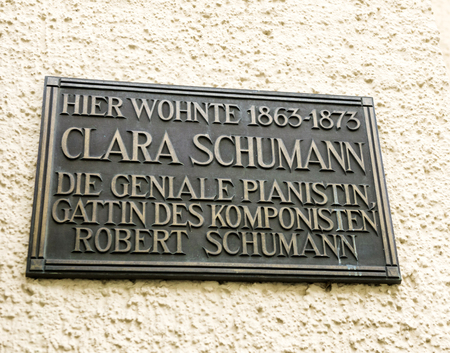 HIER WOHNTE 1863-1873
CLARA SCHUMANN
DIE GENIALE PIANISTIN,
GATTIN DES KOMPONISTEN
ROBERT SCHUMANN